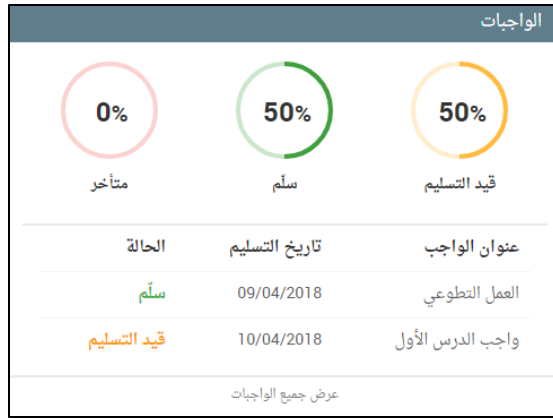 الواجبات
50% 50% 0%
قيد التسليم سلّم متأخر
عنوان الواجب تاريخ التسليم الحالة
العمل التطوعي 09/04/2018 سلّم
واجب الدرس الأول 10/04/2018 قيد التسليم
عرض جميع الواجبات